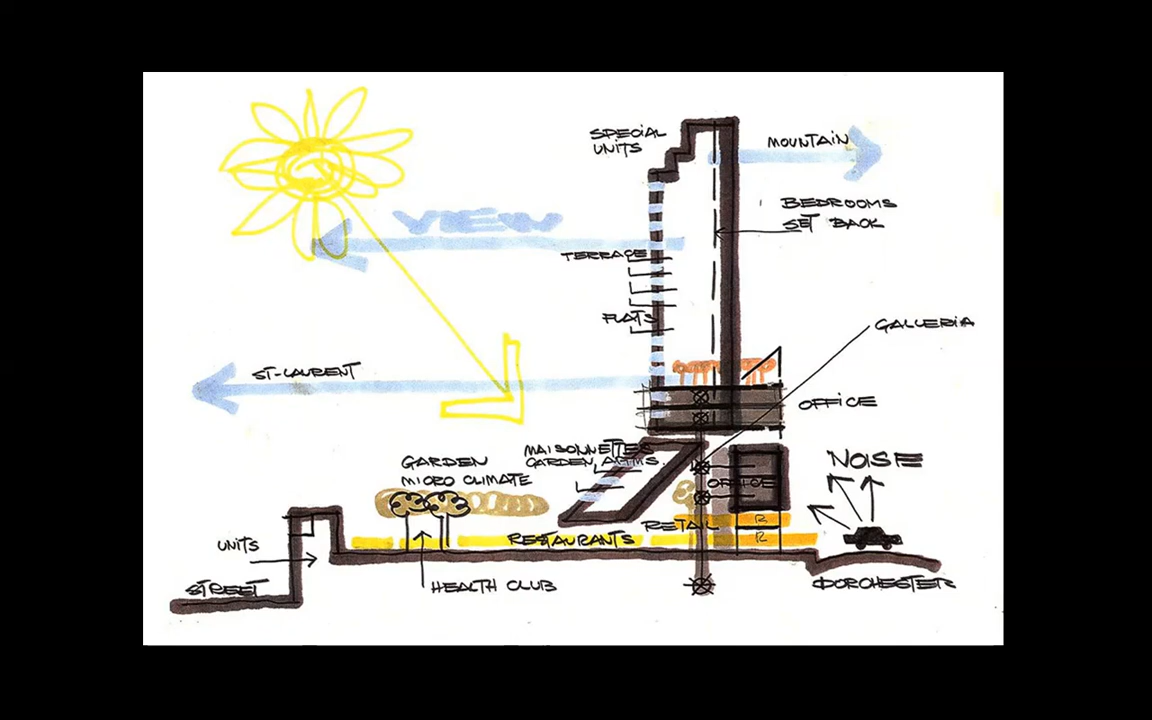 SPECIAL
UNITS
MOUNTAIN
BEDROOMS
SET BACK
VIEW
TERRACE
FLATS
GALLERIA
ST-LAURENT
OFFICE
MAISONNETTES
GARDEN APTMS.
GARDEN
MICRO CLIMATE
NOISE
OFFICE
RETAIL
R
R
RESTAURANTS
UNITS
STREET
HEALTH CLUB
DORCHESTER